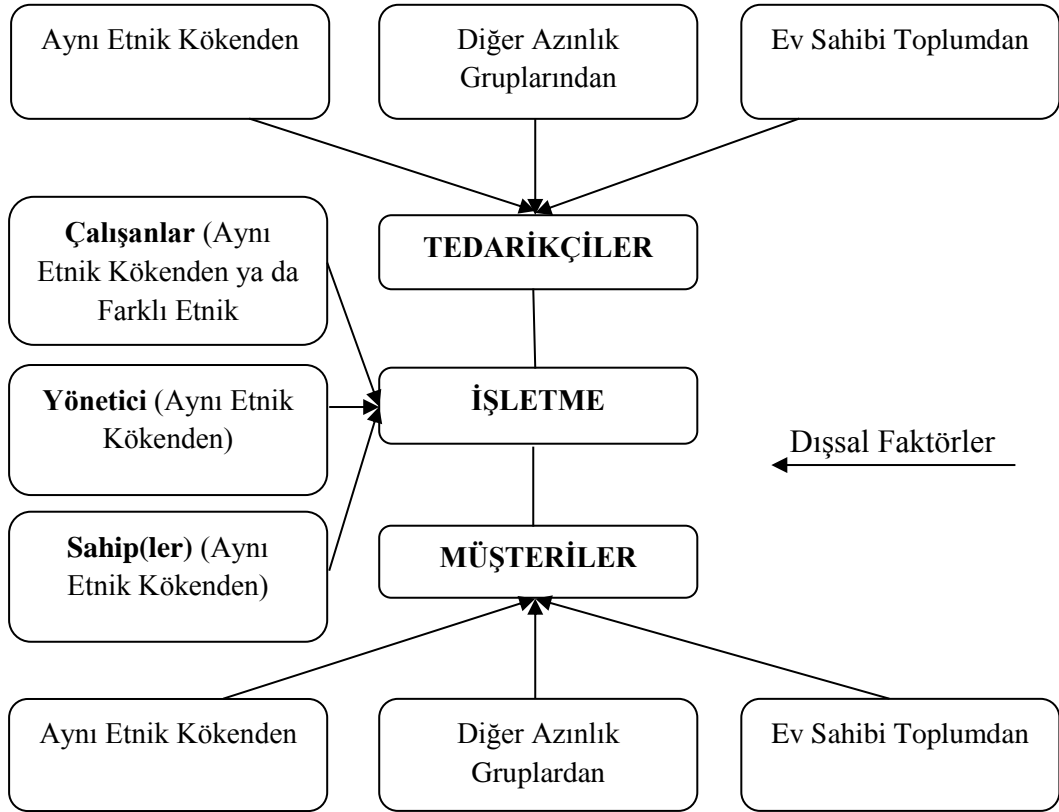 Aynı Etnik Kökenden
Diğer Azınlık
Gruplarından
Ev Sahibi Toplumdan
Çalışanlar (Aynı
Etnik Kökenden ya da
Farklı Etnik
TEDARİKÇİLER
Yönetici (Aynı Etnik
Kökenden)
İŞLETME
Dışsal Faktörler
Sahip(ler) (Aynı
Etnik Kökenden)
MÜŞTERİLER
Aynı Etnik Kökenden
Diğer Azınlık
Gruplardan
Ev Sahibi Toplumdan